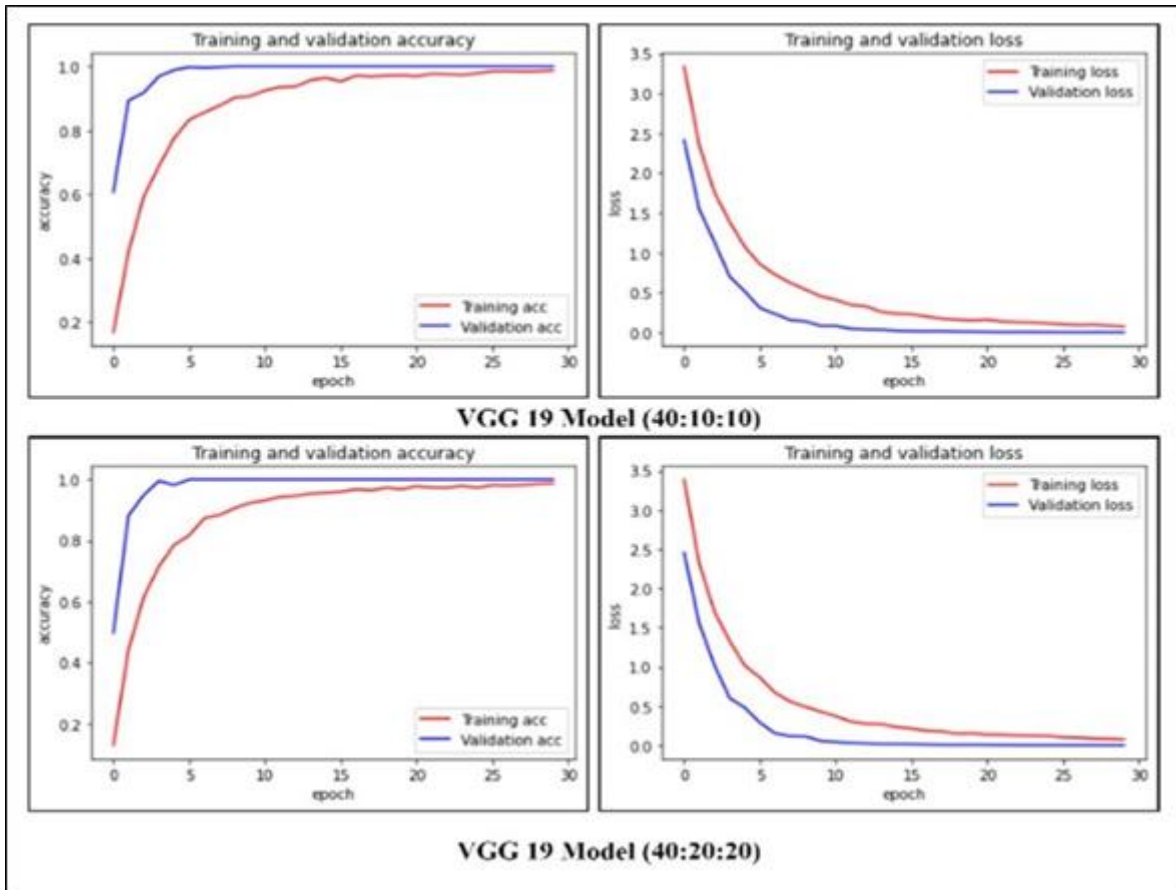 Training and validation accuracy
1.0
0.8
0.6
0.4
0.2
accuracy
Training acc
Validation acc
0 5 10 15 20 25 30
epoch
Training and validation loss
3.5
3.0
2.5
2.0
1.5
1.0
0.5
0.0
loss
Training loss
Validation loss
0 5 10 15 20 25 30
epoch
VGG 19 Model (40:10:10)
Training and validation accuracy
1.0
0.8
0.6
0.4
0.2
accuracy
Training acc
Validation acc
0 5 10 15 20 25 30
epoch
Training and validation loss
3.5
3.0
2.5
2.0
1.5
1.0
0.5
0.0
loss
Training loss
Validation loss
0 5 10 15 20 25 30
epoch
VGG 19 Model (40:20:20)